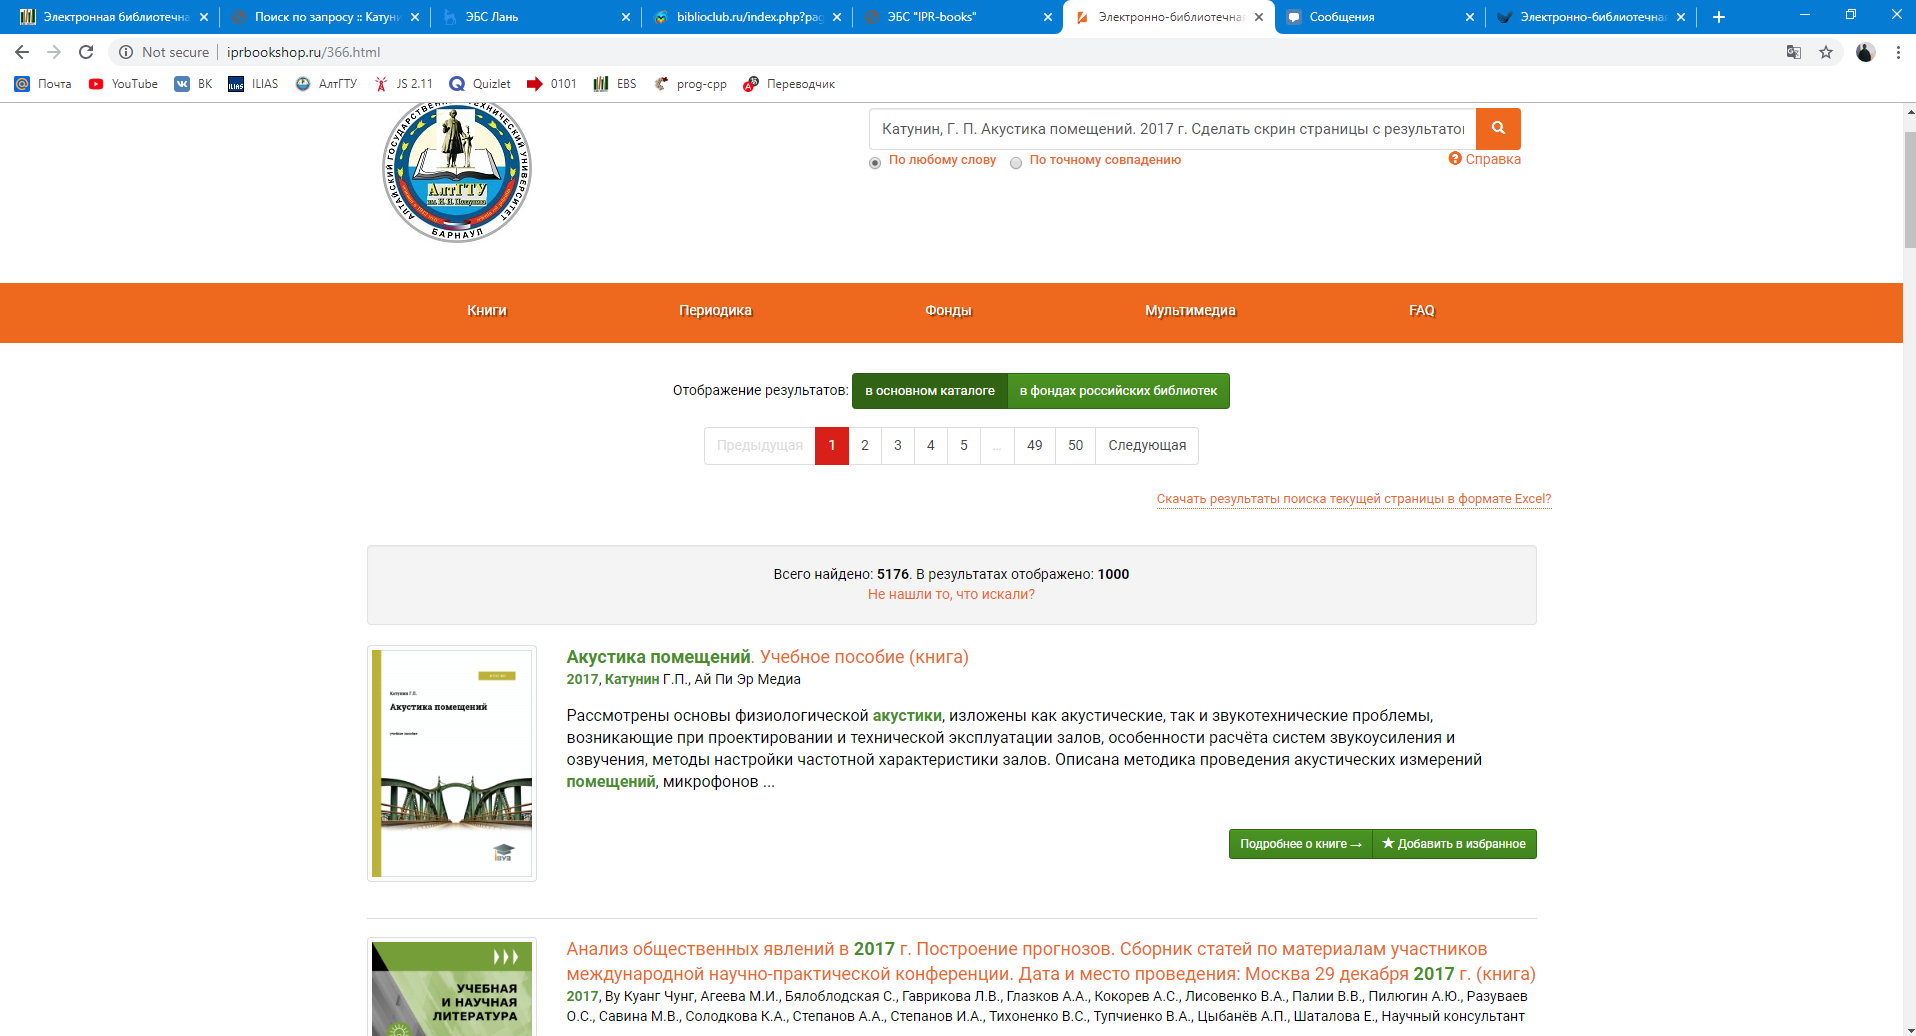 Электронная библиотечна
Поиск по запросу :: Катуни
ЭБС Лань
biblioclub.ru/index.php?pag
ЭБС "IPR-books"
Электронно-библиотечная
Сообщения
Электронно-библиотечная
Not secure
iprbookshop.ru/366.html
Почта
YouTube
ВК
ILIAS
АлтГТУ
JS 2.11
Quizlet
0101
EBS
prog-cpp
Переводчик
АлтГТУ
БАРНАУЛ
Катунин, Г. П. Акустика помещений. 2017 г. Сделать скрин страницы с результатом
По любому слову
По точному совпадению
Справка
Книги
Периодика
Фонды
Мультимедиа
FAQ
Отображение результатов:
в основном каталоге
в фондах российских библиотек
Предыдущая 1 2 3 4 5 ... 49 50 Следующая
Скачать результаты поиска текущей страницы в формате Excel?
Всего найдено: 5176. В результатах отображено: 1000
Не нашли то, что искали?
Катунин Г.П.
Акустика помещений
учебное пособие
Акустика помещений. Учебное пособие (книга)
2017, Катунин Г.П., Ай Пи Эр Медиа
Рассмотрены основы физиологической акустики, изложены как акустические, так и звукотехнические проблемы,
возникающие при проектировании и технической эксплуатации залов, особенности расчёта систем звукоусиления и
озвучения, методы настройки частотной характеристики залов. Описана методика проведения акустических измерений
помещений, микрофонов ...
Подробнее о книге →
★ Добавить в избранное
УЧЕБНАЯ
И НАУЧНАЯ
ЛИТЕРАТУРА
Анализ общественных явлений в 2017 г. Построение прогнозов. Сборник статей по материалам участников
международной научно-практической конференции. Дата и место проведения: Москва 29 декабря 2017 г. (книга)
2017, Ву Куанг Чунг, Агеева М.И., Бялоблодская С., Гаврикова Л.В., Глазков А.А., Кокорев А.С., Лисовенко В.А., Палии В.В., Пилюгин А.Ю., Разуваев
О.С., Савина М.В., Солодкова К.А., Степанов А.А., Степанов И.А., Тихоненко В.С., Тупчиенко В.А., Цыбанёв А.П., Шаталова Е., Научный консультант